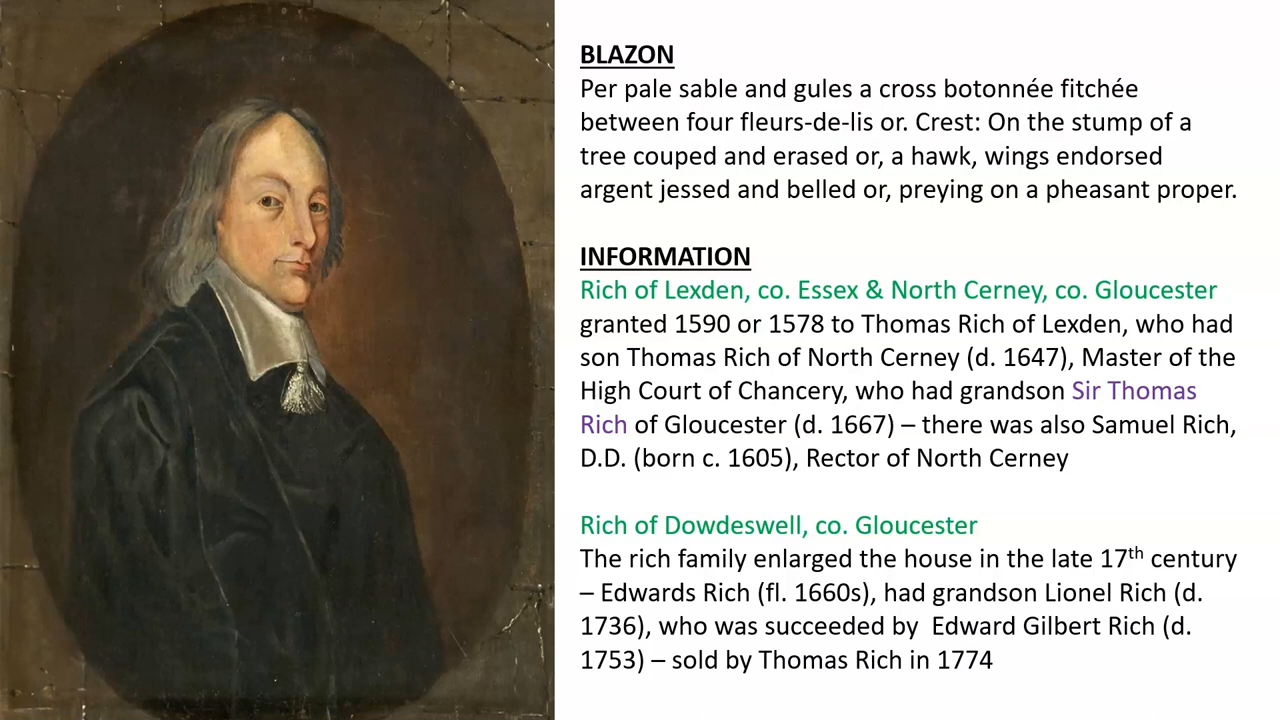 BLAZON
Per pale sable and gules a cross botonnée fitchée
between four fleurs-de-lis or. Crest: On the stump of a
tree couped and erased or, a hawk, wings endorsed
argent jessed and belled or, preying on a pheasant proper.
INFORMATION
Rich of Lexden, co. Essex & North Cerney, co. Gloucester
granted 1590 or 1578 to Thomas Rich of Lexden, who had
son Thomas Rich of North Cerney (d. 1647), Master of the
High Court of Chancery, who had grandson Sir Thomas
Rich of Gloucester (d. 1667) – there was also Samuel Rich,
D.D. (born c. 1605), Rector of North Cerney
Rich of Dowdeswell, co. Gloucester
The rich family enlarged the house in the late 17th century
– Edwards Rich (fl. 1660s), had grandson Lionel Rich (d.
1736), who was succeeded by  Edward Gilbert Rich (d.
1753) – sold by Thomas Rich in 1774